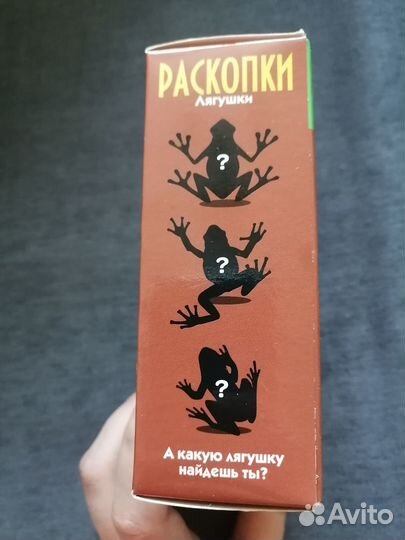 РАСКОПКИ
Лягушки
?
?
?
А какую лягушку
найдешь ты?
Avito